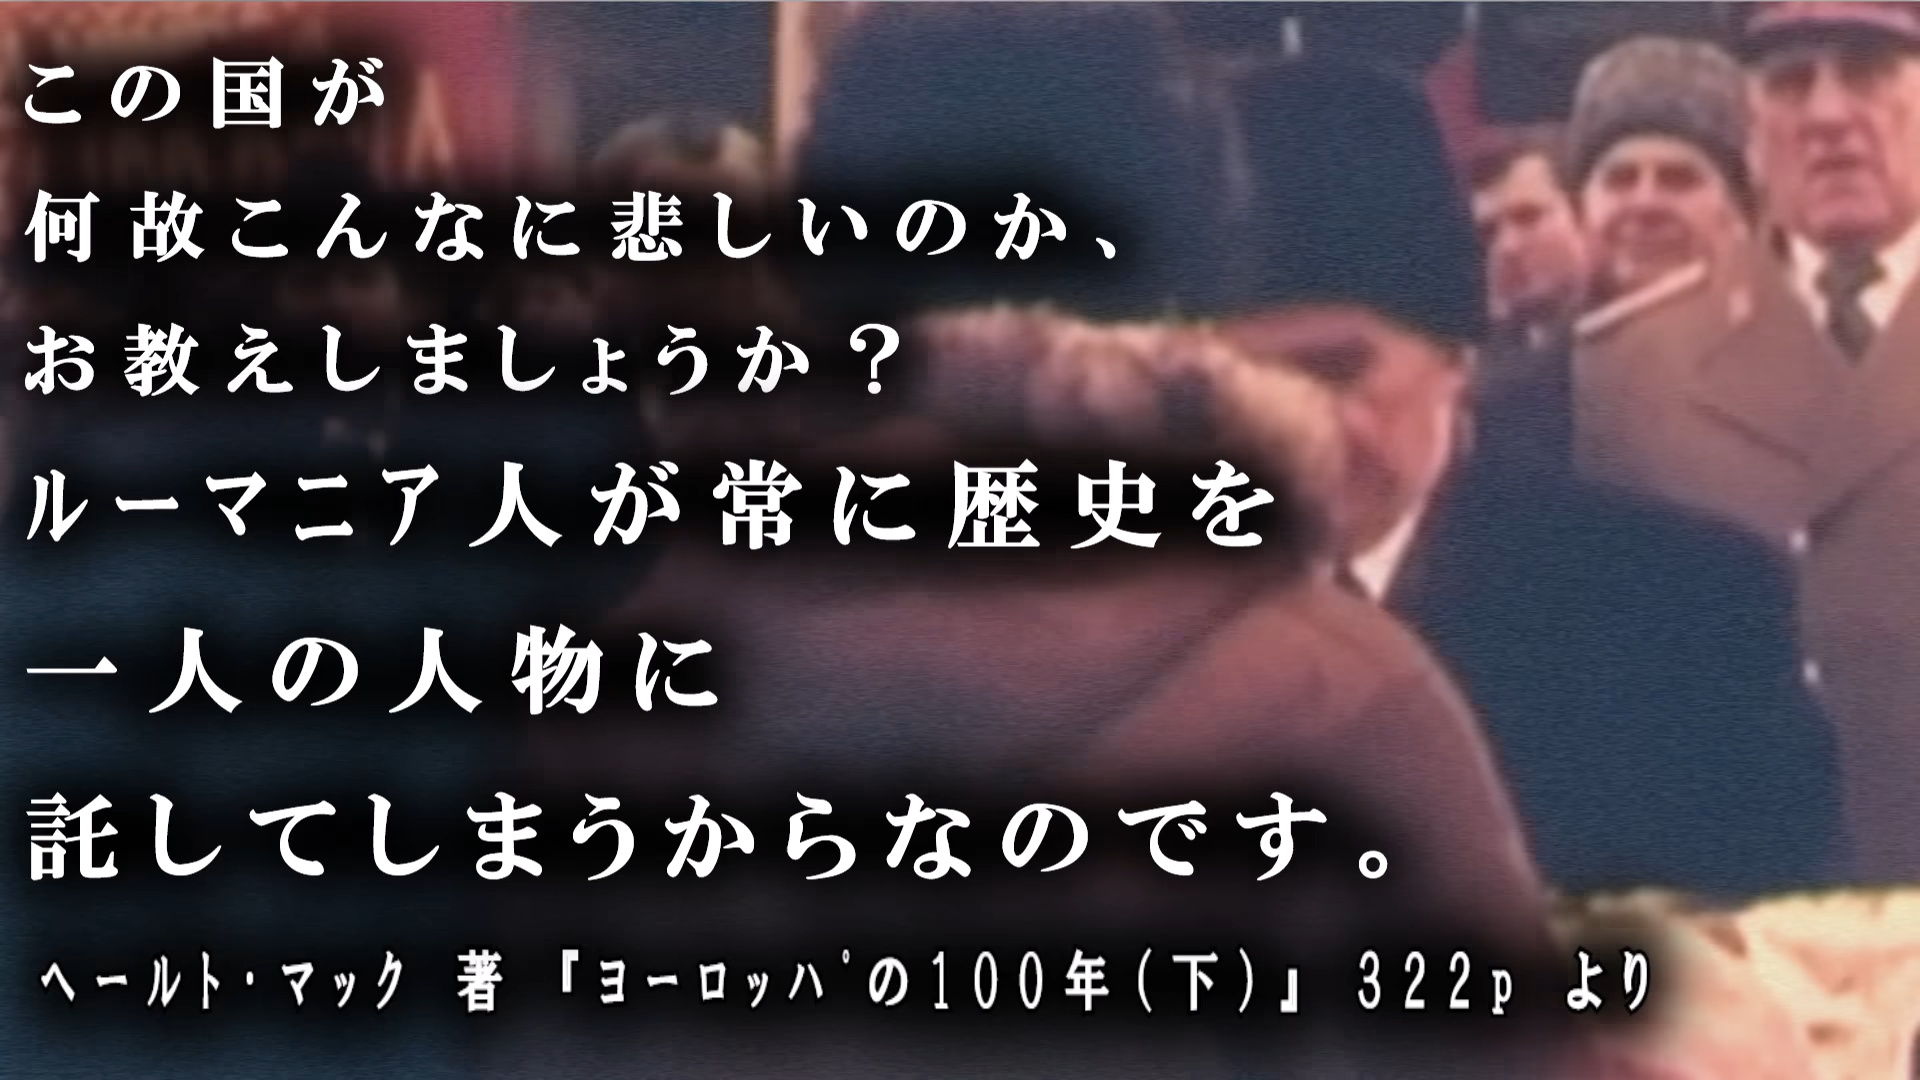 この国が
何故こんなに悲しいのか、
お教えしましょうか？
ルーマニア人が常に歴史を
一人の人物に
託してしまうからなのです。
ヘールト・マック 著 『ヨーロッパの100年(下)』 322p より